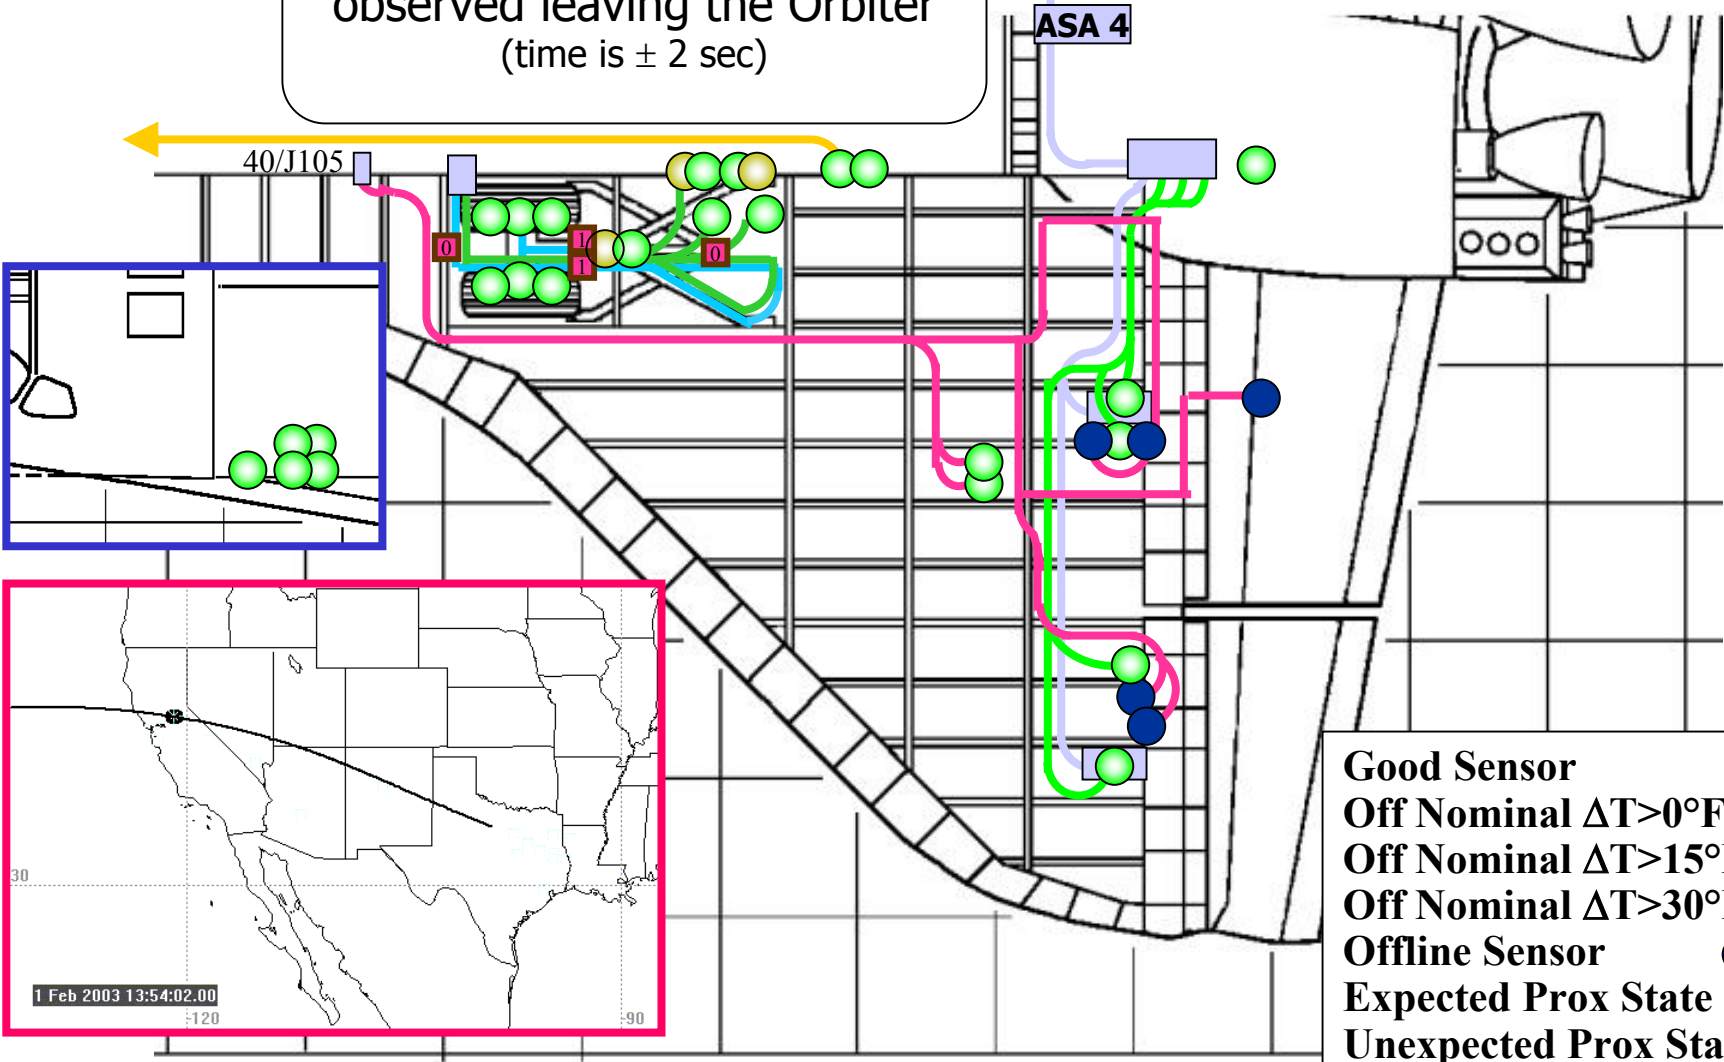 observed leaving the Orbiter
(time is ± 2 sec)
ASA 4
40/J105
0
1
1
0
30
1 Feb 2003 13:54:02.00
-120
-90
Good Sensor
Off Nominal ΔT>0°F
Off Nominal ΔT>15°
Off Nominal ΔT>30°
Offline Sensor
Expected Prox State
Unexpected Prox Sta